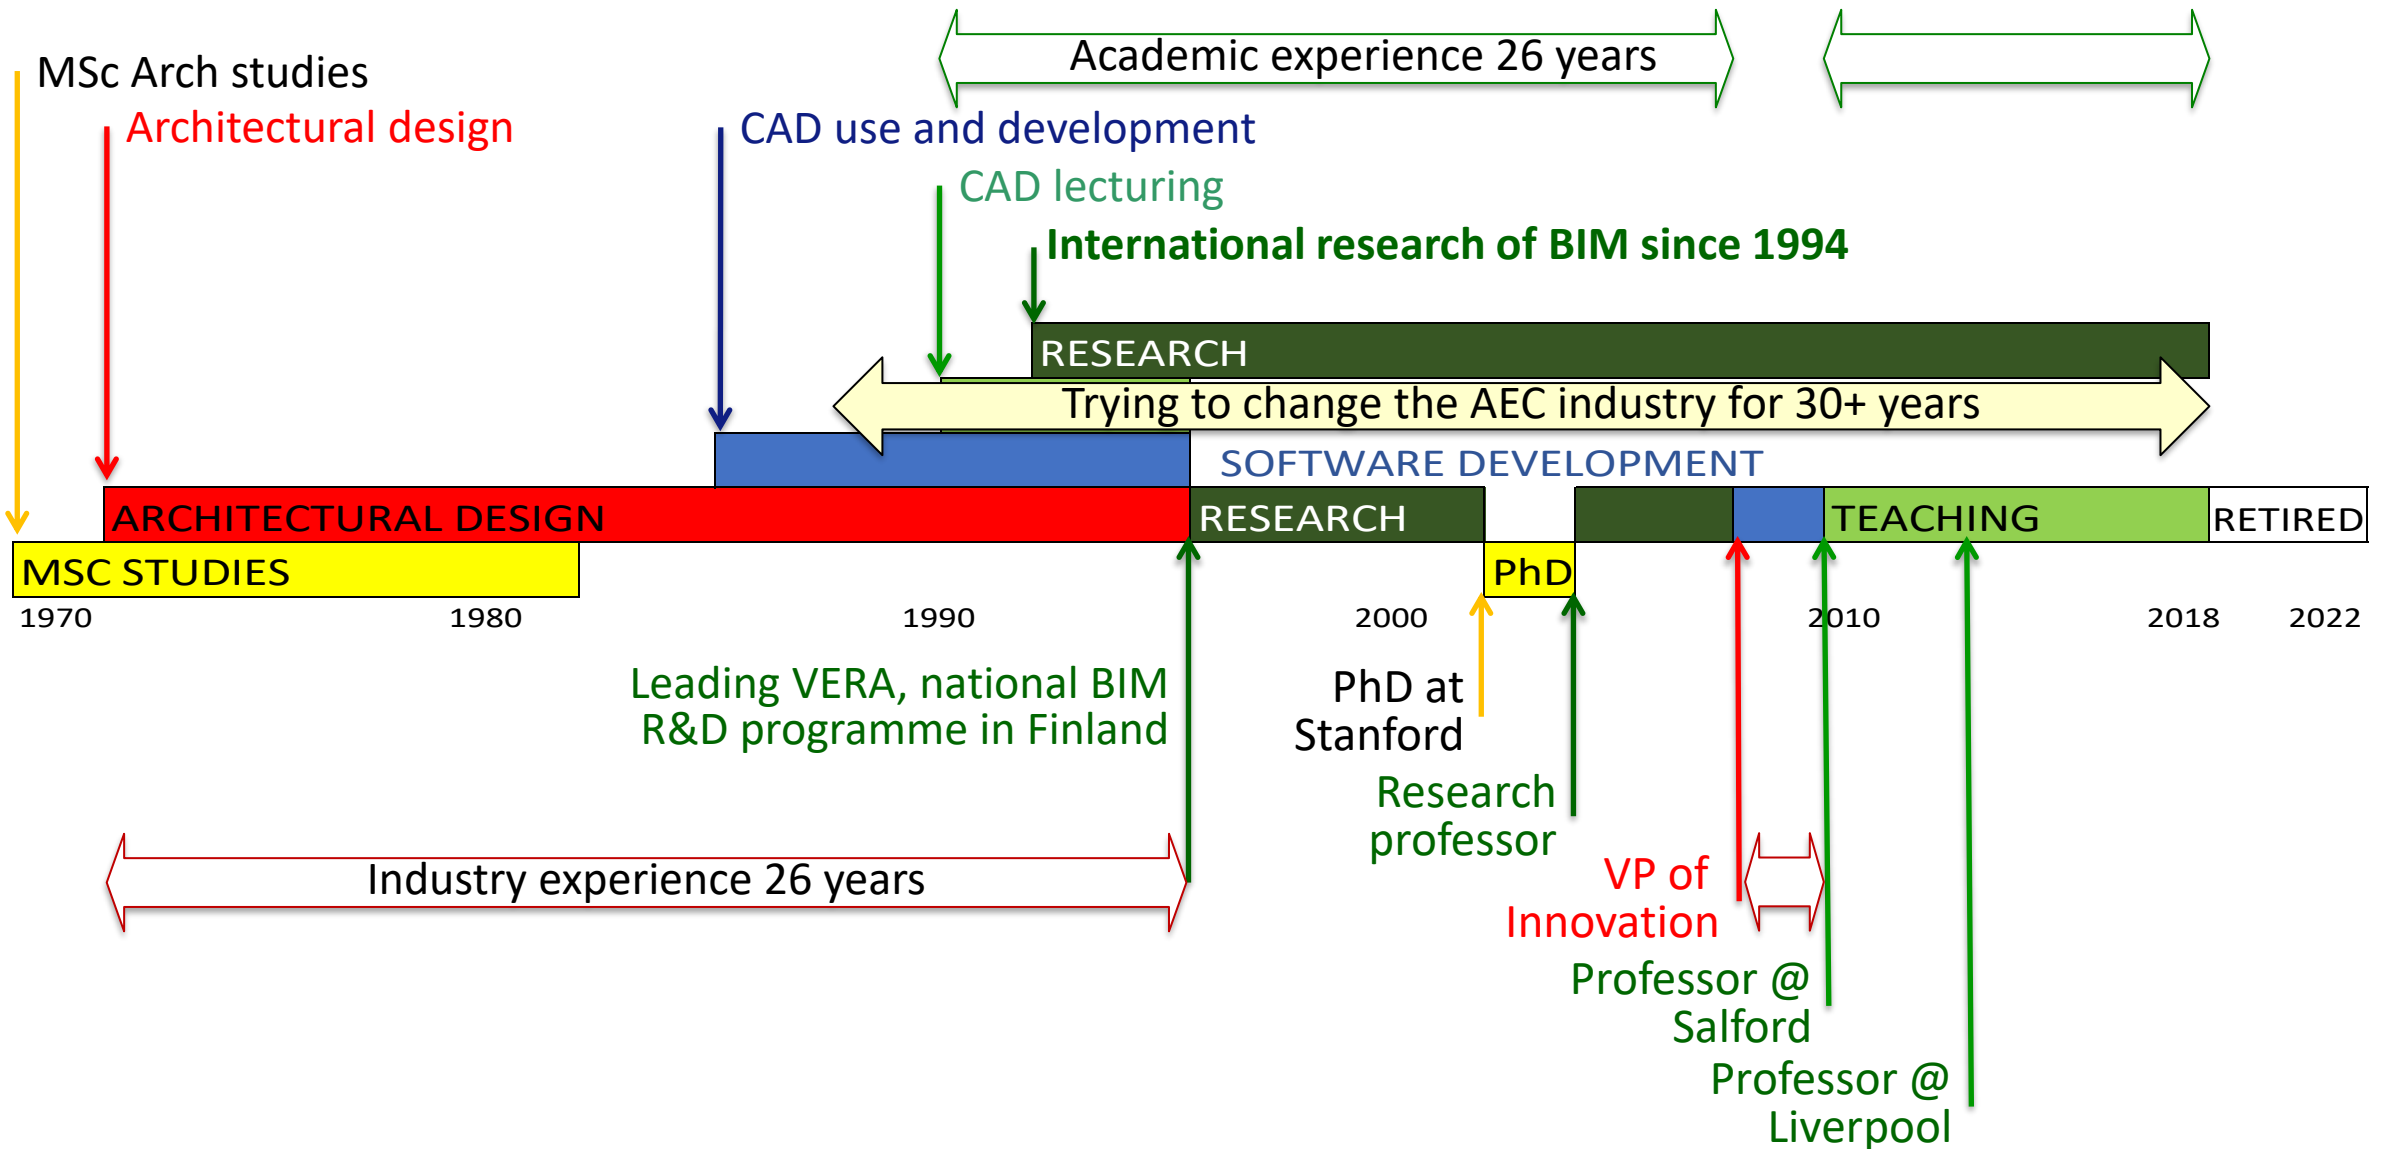 Academic experience 26 years
MSc Arch studies
Architectural design
CAD use and development
CAD lecturing
International research of BIM since 1994
RESEARCH
Trying to change the AEC industry for 30+ years
SOFTWARE DEVELOPMENT
ARCHITECTURAL DESIGN
RESEARCH
TEACHING
RETIRED
MSC STUDIES
PhD
1970
1980
1990
2000
2010
2018
2022
Leading VERA, national BIM
R&D programme in Finland
PhD at
Stanford
Research
professor
Industry experience 26 years
VP of
Innovation
Professor @
Salford
Professor @
Liverpool